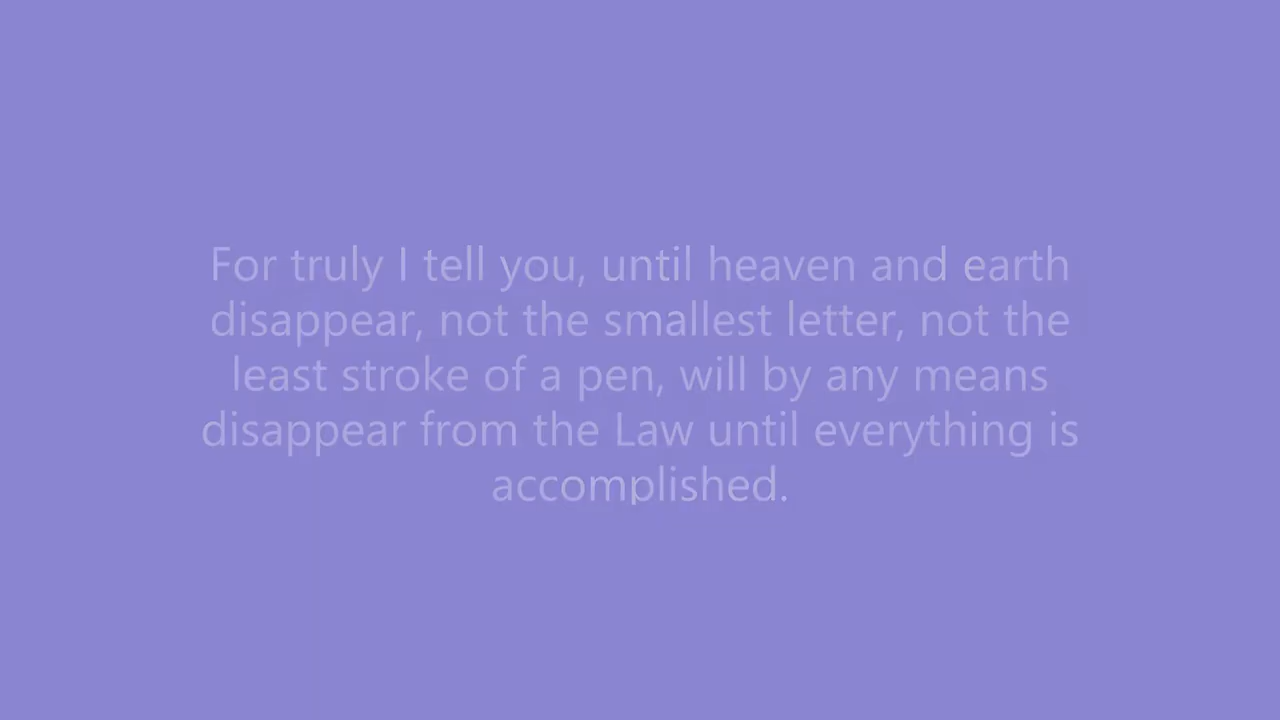 For truly I tell you, until heaven and earth
disappear, not the smallest letter, not the
least stroke of a pen, will by any means
disappear from the Law until everything is
accomplished.